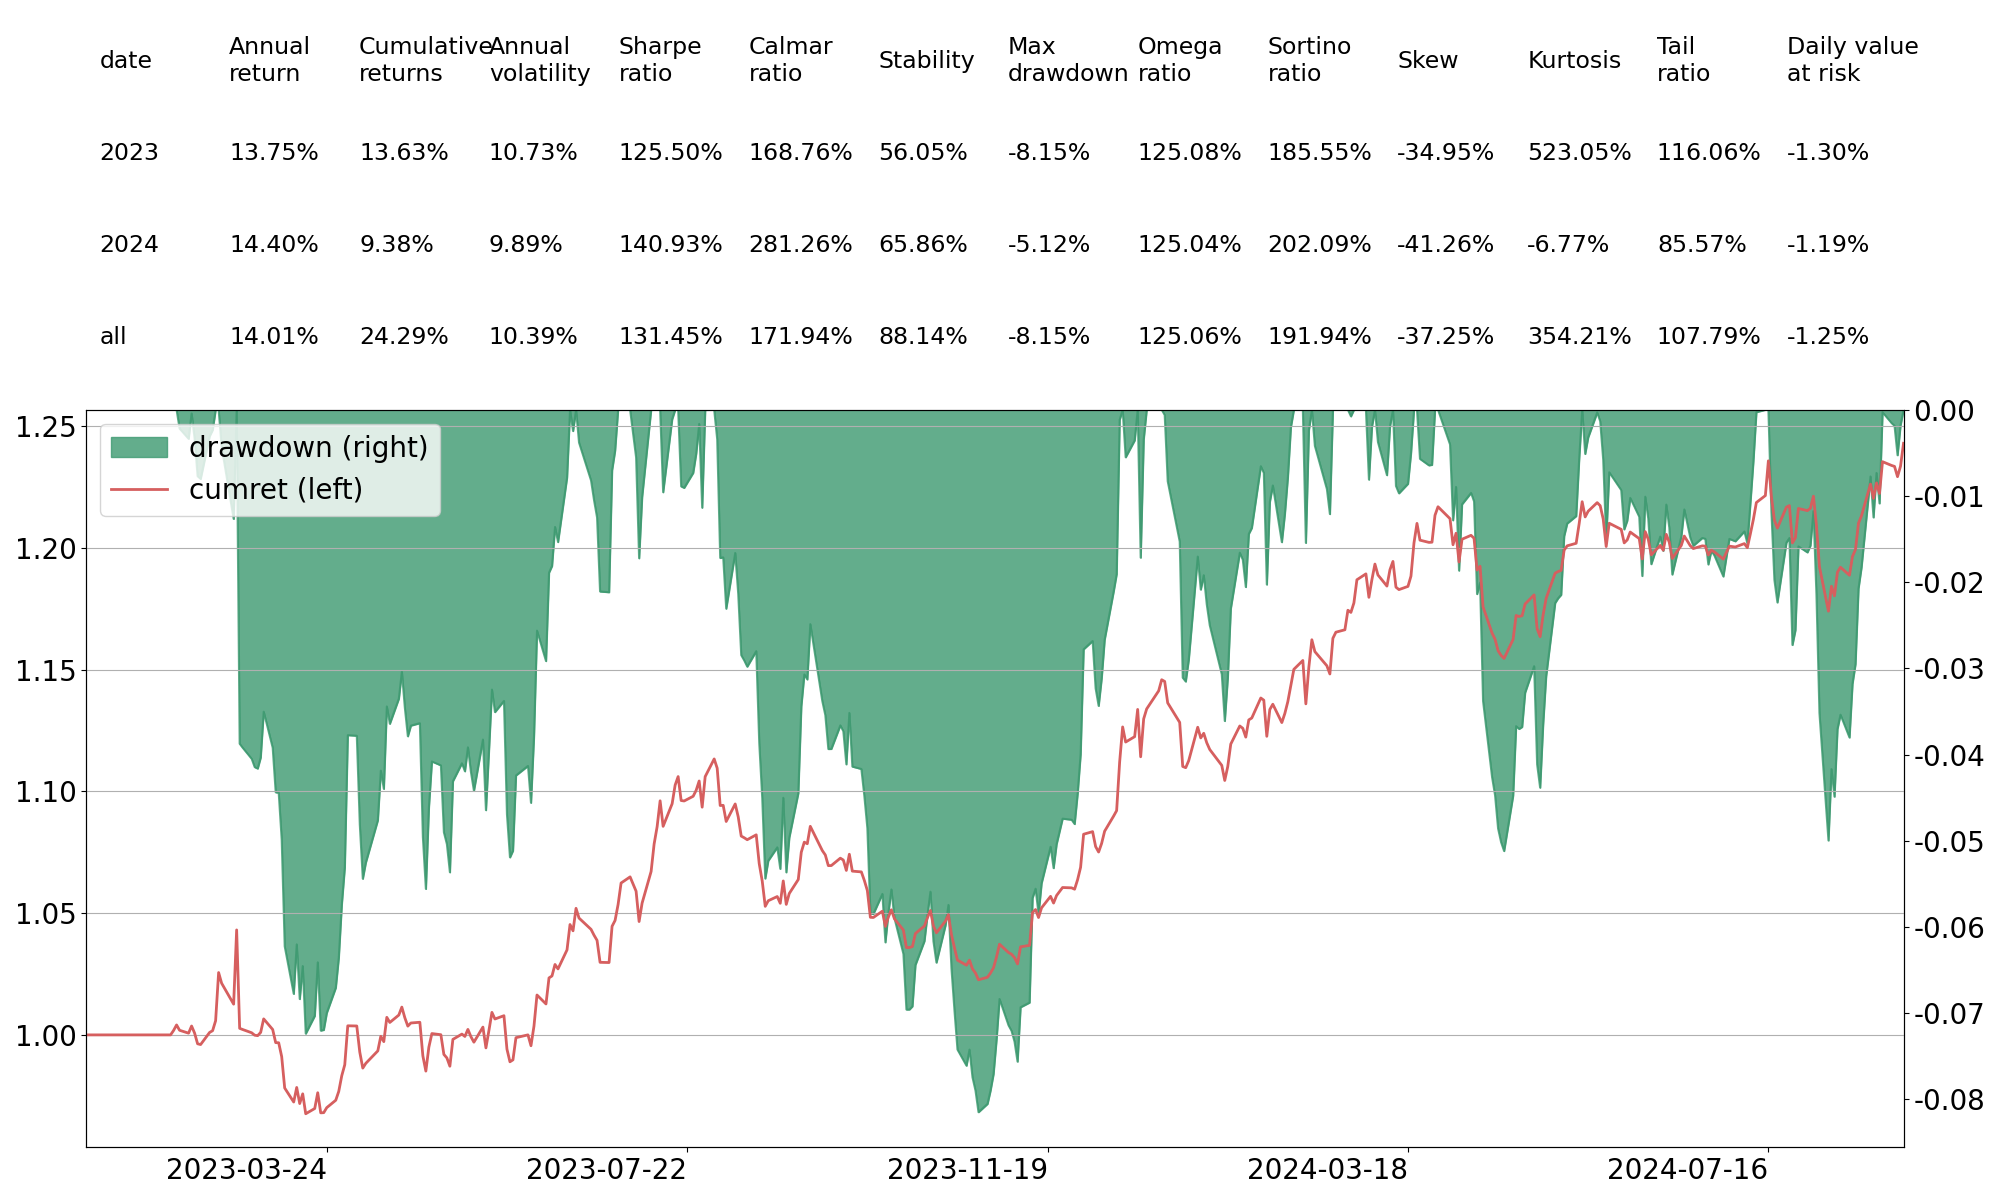 date Annual return Cumulative returns Annual volatility Sharpe ratio Calmar ratio Stability Max drawdown Omega ratio Sortino ratio Skew Kurtosis Tail ratio Daily value at risk
2023 13.75% 13.63% 10.73% 125.50% 168.76% 56.05% -8.15% 125.08% 185.55% -34.95% 523.05% 116.06% -1.30%
2024 14.40% 9.38% 9.89% 140.93% 281.26% 65.86% -5.12% 125.04% 202.09% -41.26% -6.77% 85.57% -1.19%
all 14.01% 24.29% 10.39% 131.45% 171.94% 88.14% -8.15% 125.06% 191.94% -37.25% 354.21% 107.79% -1.25%
drawdown (right)
cumret (left)
1.25
1.20
1.15
1.10
1.05
1.00
0.00
-0.01
-0.02
-0.03
-0.04
-0.05
-0.06
-0.07
-0.08
2023-03-24 2023-07-22 2023-11-19 2024-03-18 2024-07-16